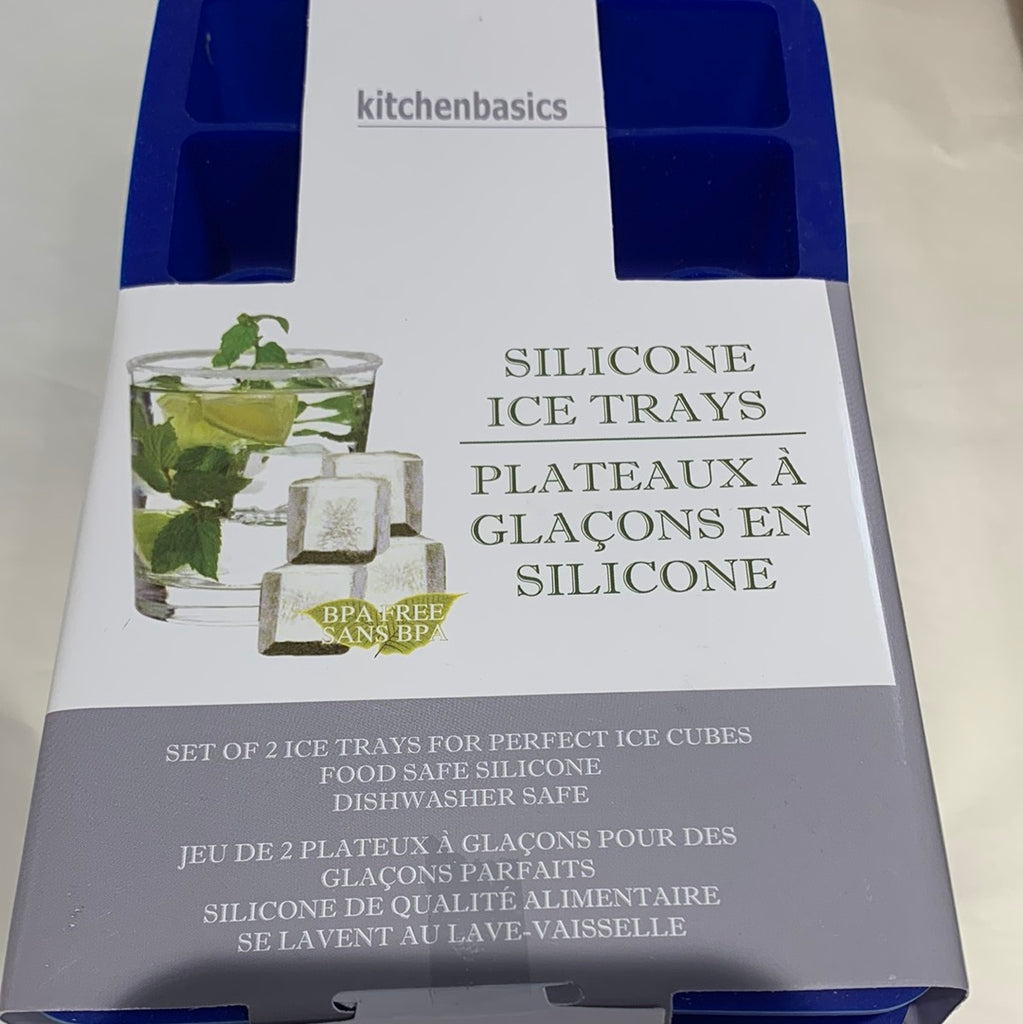 kitchenbasics
SILICONE
ICE TRAYS
PLATEAUX À
GLAÇONS EN
SILICONE
BPA FREE
SANS BPA
SET OF 2 ICE TRAYS FOR PERFECT ICE CUBES
FOOD SAFE SILICONE
DISHWASHER SAFE
JEU DE 2 PLATEUX À GLAÇONS POUR DES
GLAÇONS PARFAITS
SILICONE DE QUALITÉ ALIMENTAIRE
SE LAVENT AU LAVE-VAISSELLE